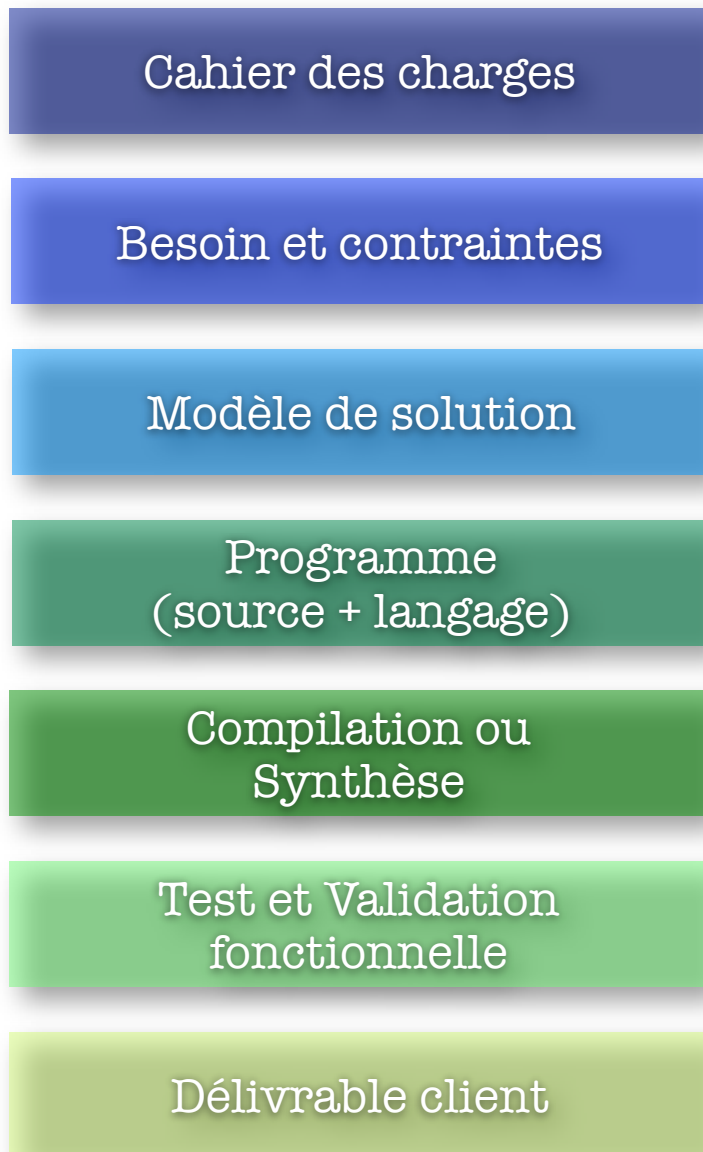 Cahier des charges
Besoin et contraintes
Modèle de solution
Programme
(source + langage)
Compilation ou
Synthèse
Test et Validation
fonctionnelle
Délivrable client